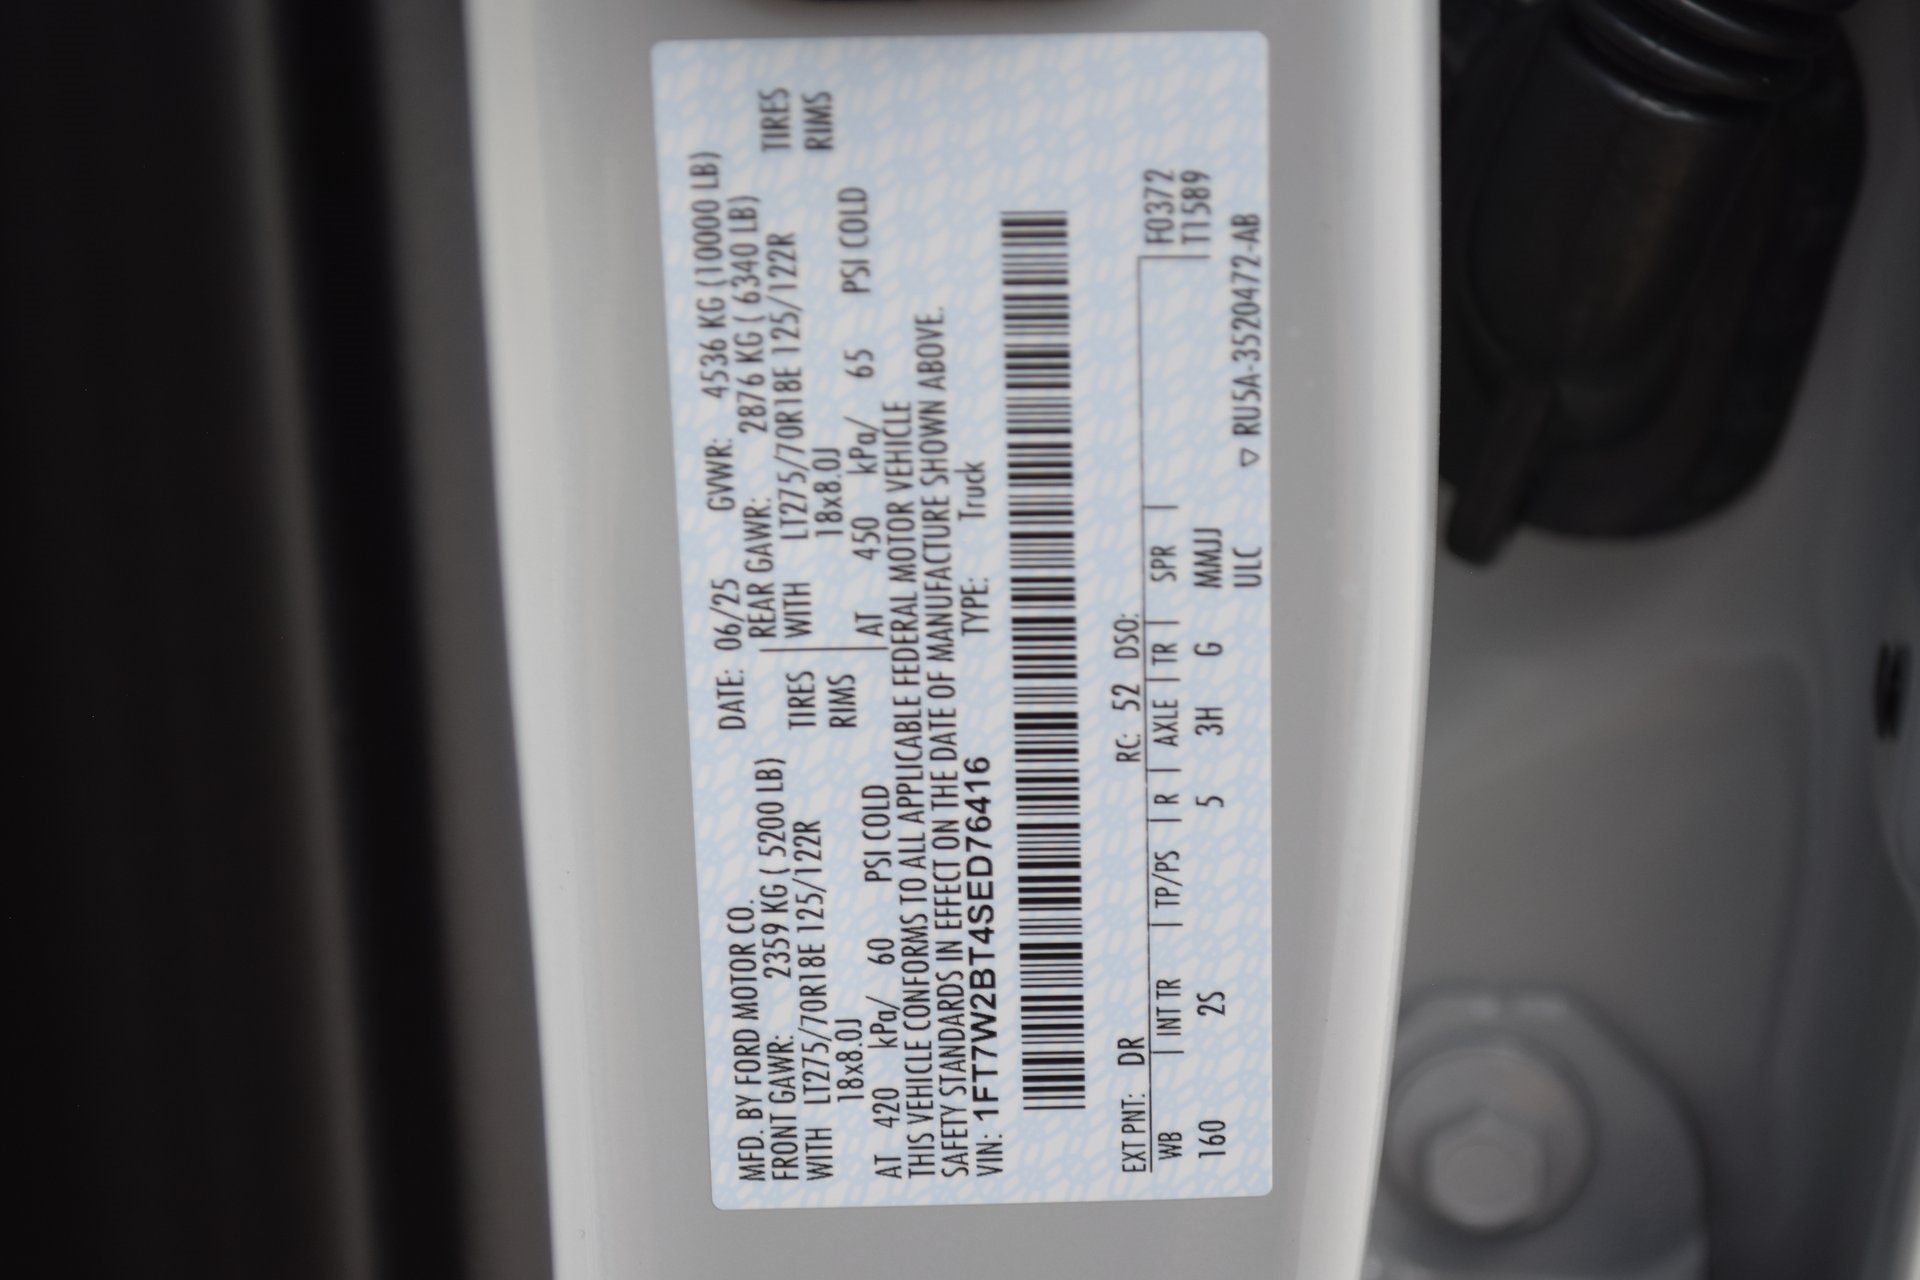 MFD. BY FORD MOTOR CO. DATE: 06/25 GVWR: 4536 KG (10000 LB)
FRONT GAWR: 2359 KG ( 5200 LB) REAR GAWR: 2876 KG ( 6340 LB)
WITH LT275/70R18E 125/122R TIRES WITH LT275/70R18E 125/122R TIRES
18x8.0J RIMS 18x8.0J RIMS
AT 420 kPa/ 60 PSI COLD AT 450 kPa/ 65 PSI COLD
THIS VEHICLE CONFORMS TO ALL APPLICABLE FEDERAL MOTOR VEHICLE
SAFETY STANDARDS IN EFFECT ON THE DATE OF MANUFACTURE SHOWN ABOVE.
VIN: 1FT7W2BT4SED76416 TYPE: Truck
EXT PNT: DR RC: 52 DSO:
WB | INT TR | TP/PS | R | AXLE | TR | SPR | F0372
160 2S 5 3H G MMJJ T1589
ULC ▽ RU5A-3520472-AB